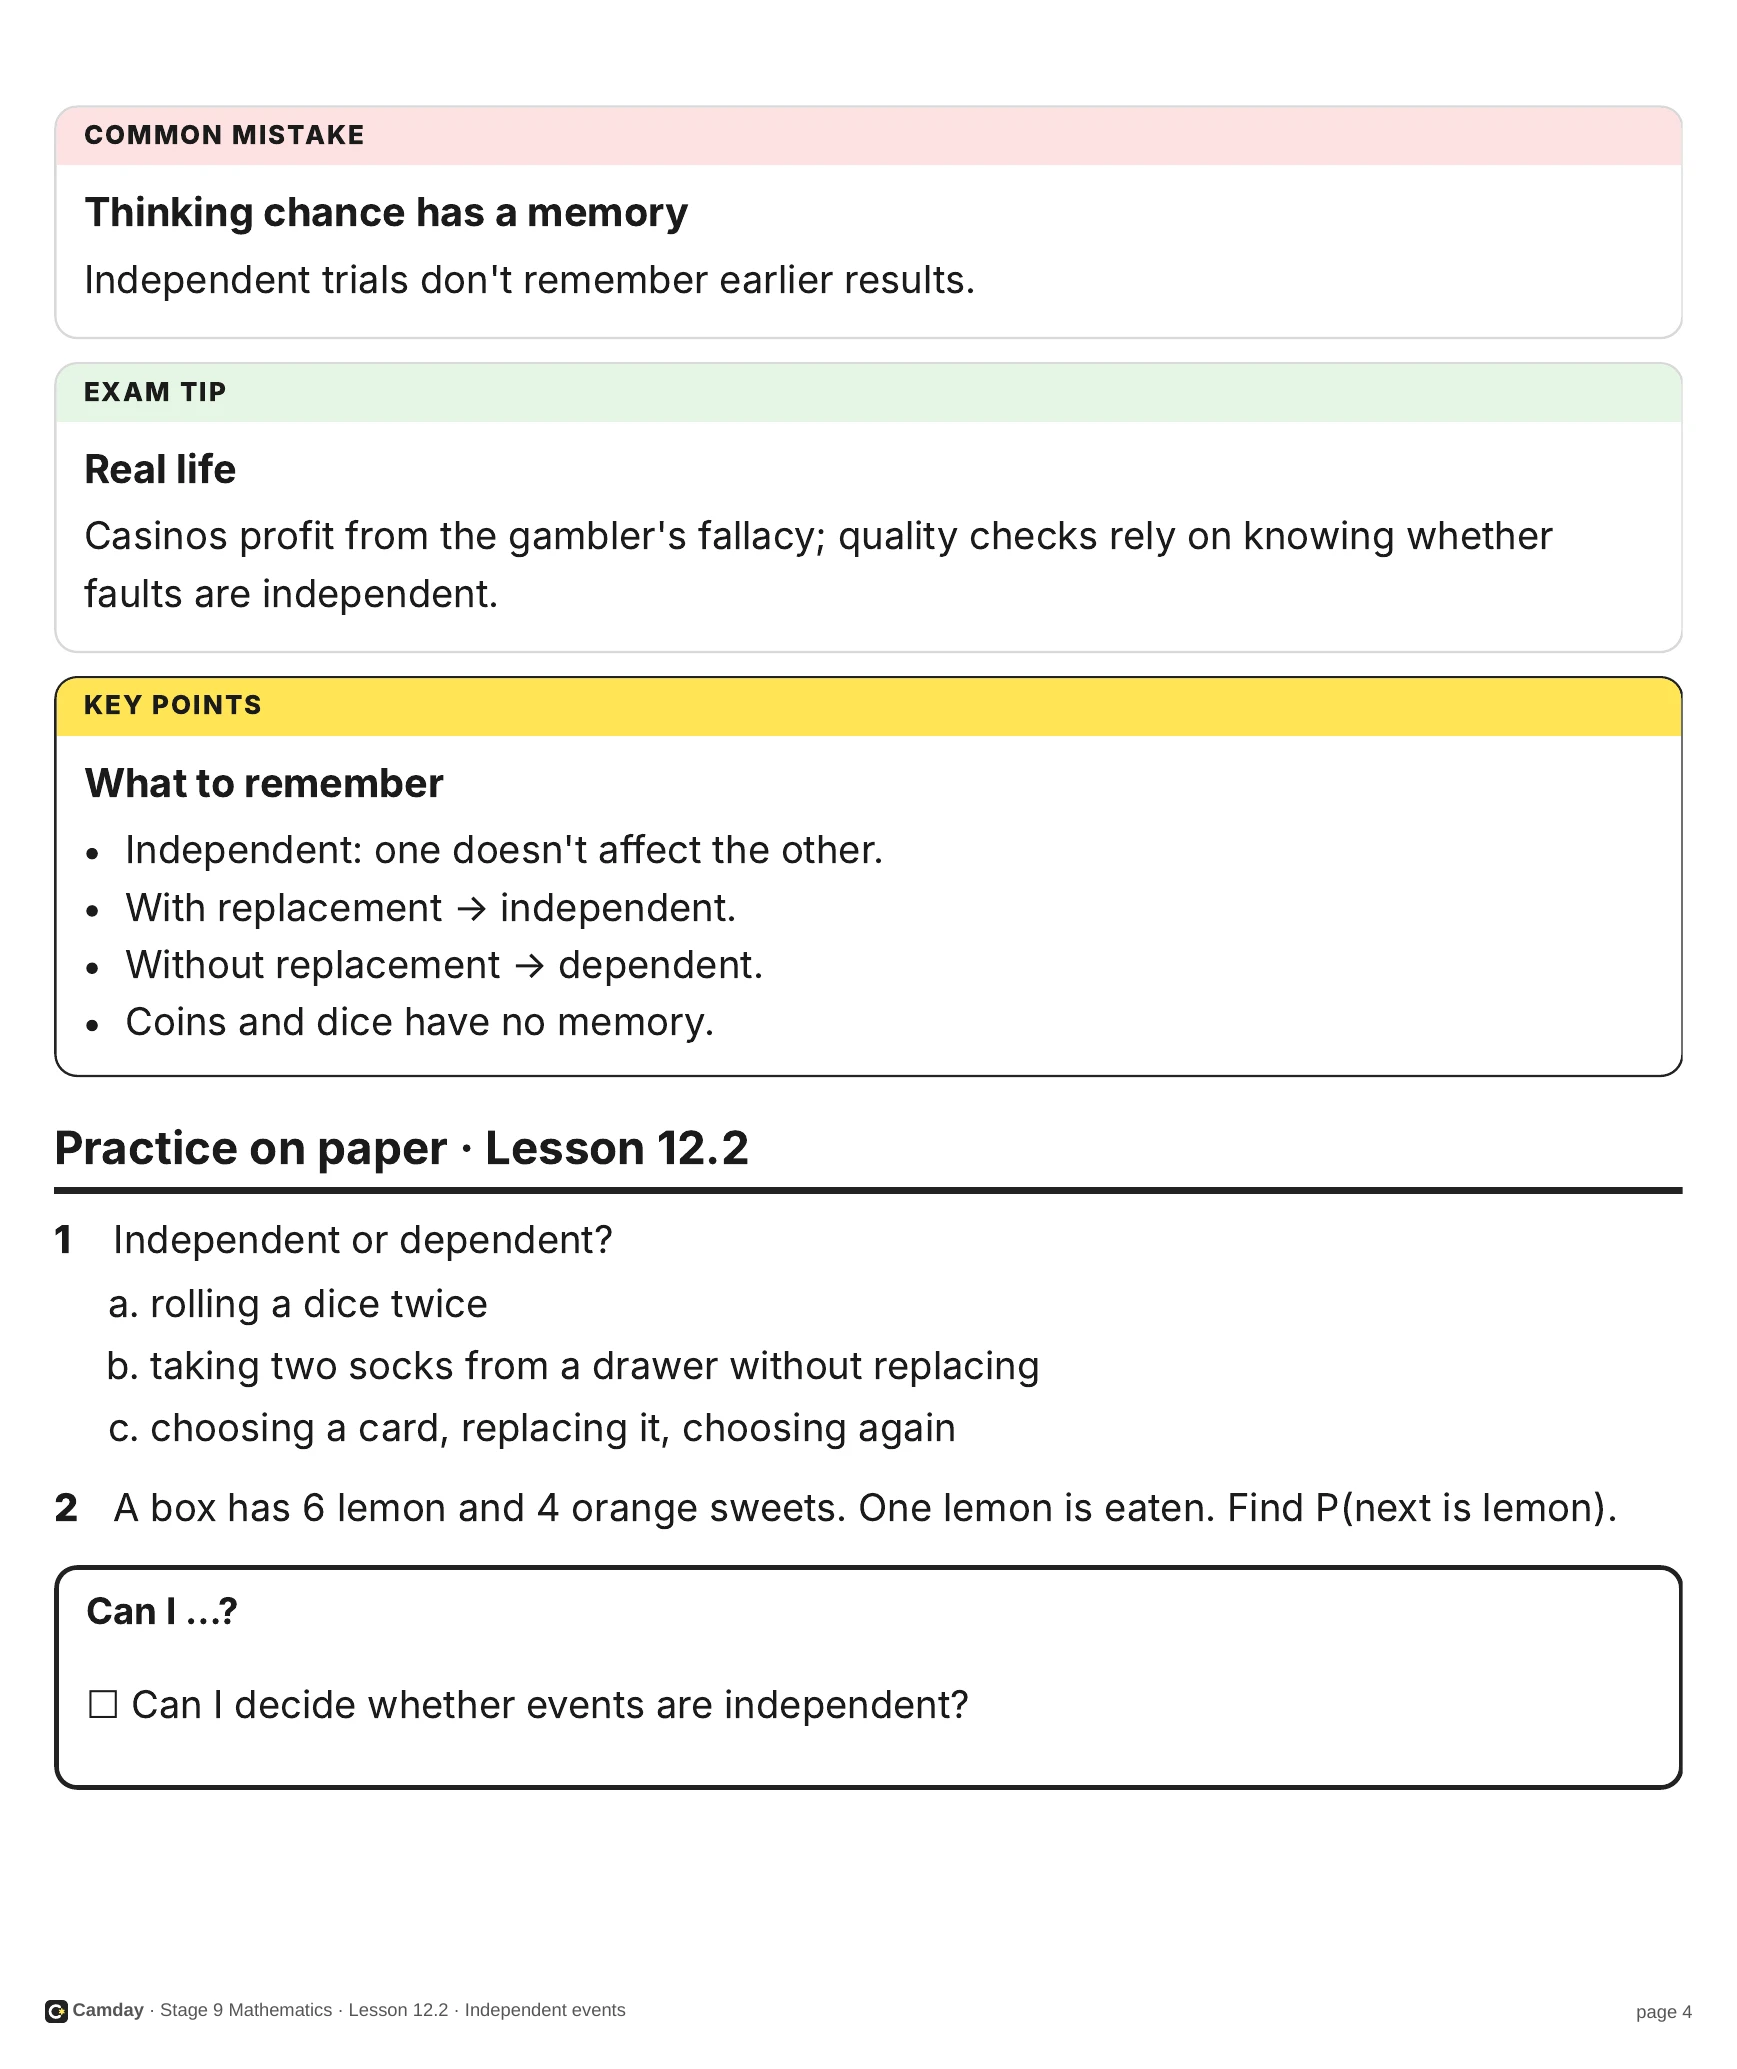 COMMON MISTAKE
Thinking chance has a memory
Independent trials don't remember earlier results.
EXAM TIP
Real life
Casinos profit from the gambler's fallacy; quality checks rely on knowing whether
faults are independent.
KEY POINTS
What to remember
• Independent: one doesn't affect the other.
• With replacement → independent.
• Without replacement → dependent.
• Coins and dice have no memory.
Practice on paper · Lesson 12.2
1 Independent or dependent?
a. rolling a dice twice
b. taking two socks from a drawer without replacing
c. choosing a card, replacing it, choosing again
2 A box has 6 lemon and 4 orange sweets. One lemon is eaten. Find P(next is lemon).
Can I ...?
☐ Can I decide whether events are independent?
Camday · Stage 9 Mathematics · Lesson 12.2 · Independent events
page 4